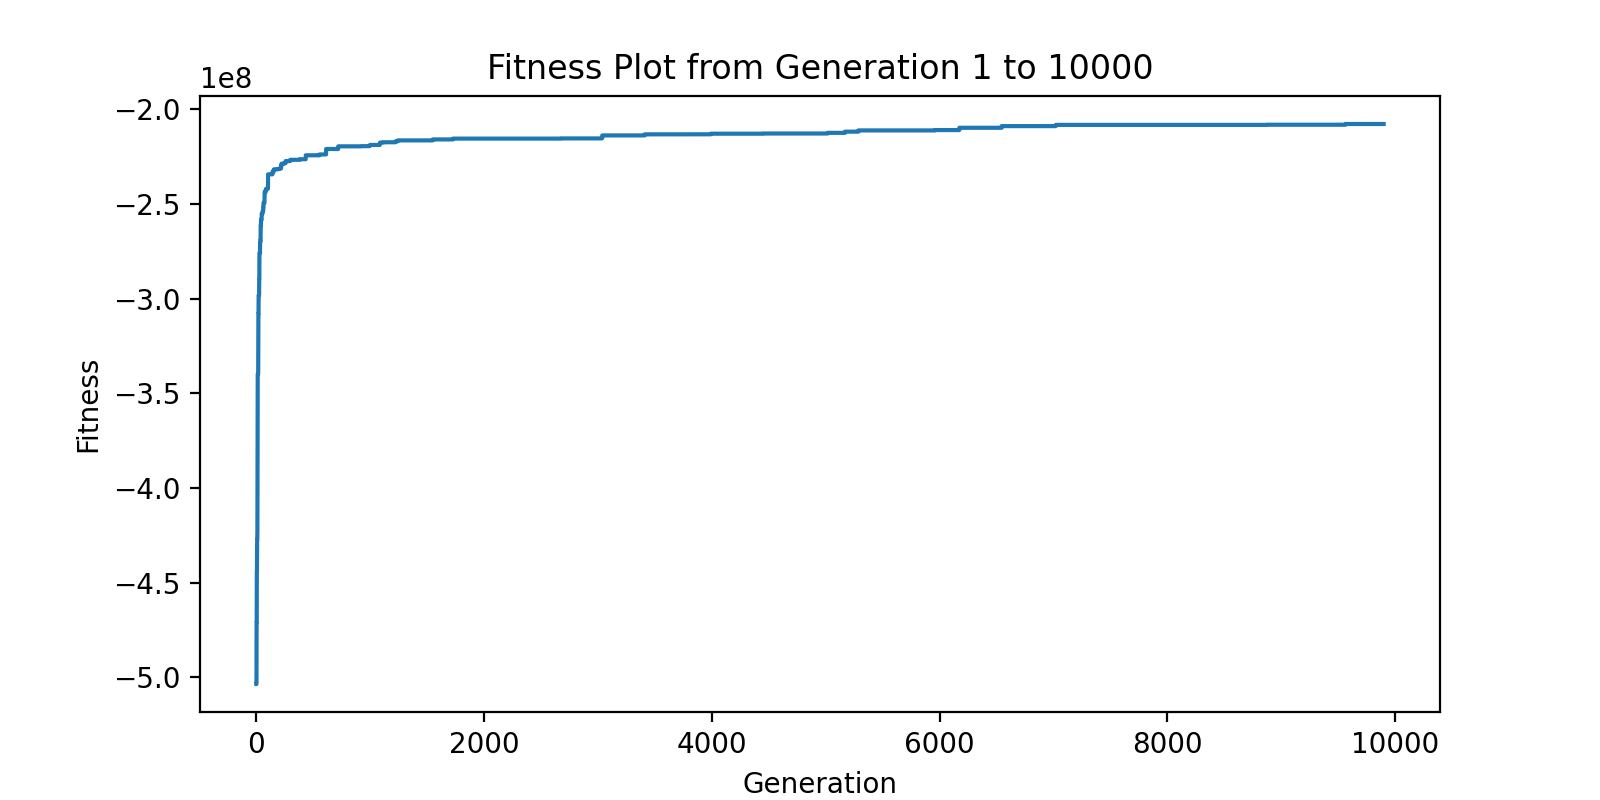 Fitness Plot from Generation 1 to 10000
1e8
−2.0
−2.5
−3.0
−3.5
−4.0
−4.5
−5.0
Fitness
0 2000 4000 6000 8000 10000
Generation